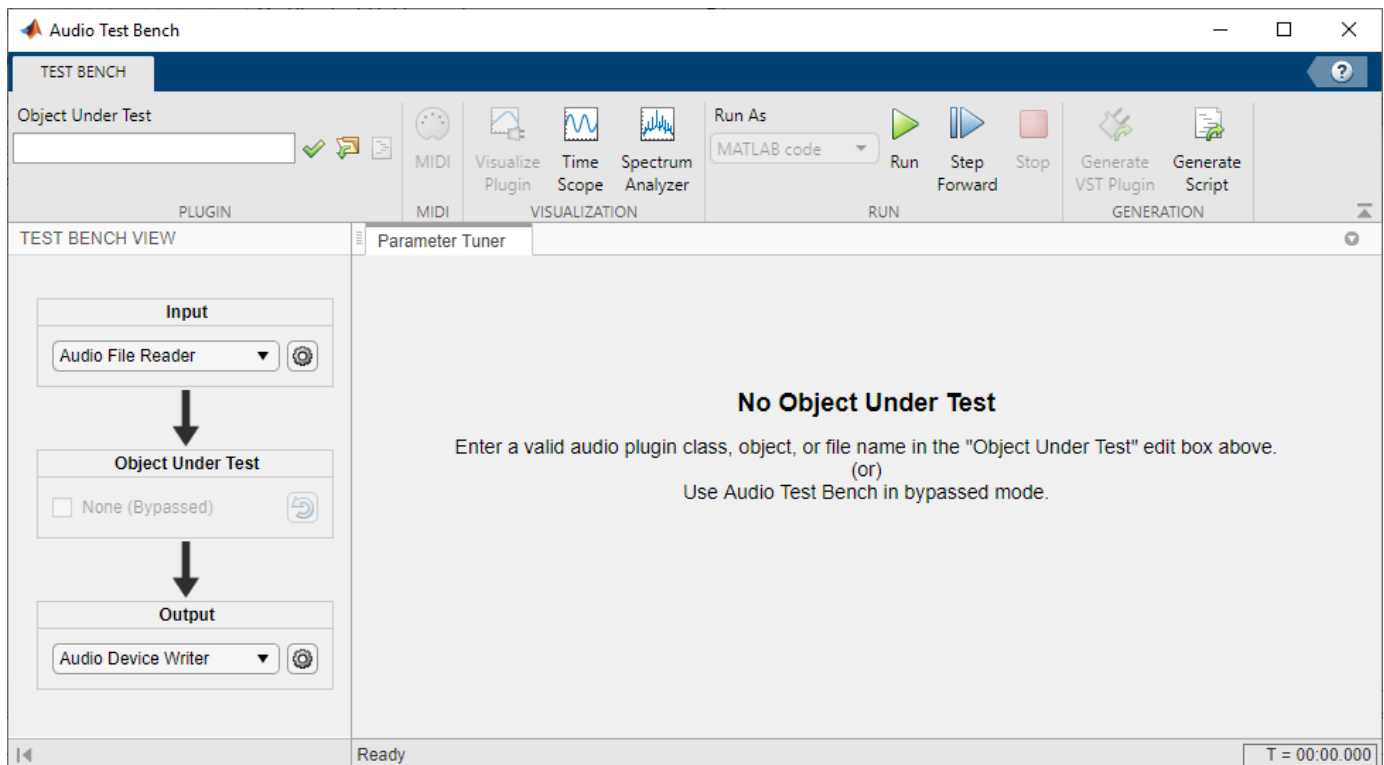 Audio Test Bench
TEST BENCH
?
Object Under Test
Run As
MATLAB code
MIDI
Visualize Plugin
Time Scope
Spectrum Analyzer
Run
Step Forward
Stop
Generate VST Plugin
Generate Script
PLUGIN
MIDI
VISUALIZATION
RUN
GENERATION
TEST BENCH VIEW
Parameter Tuner
Input
Audio File Reader
Object Under Test
None (Bypassed)
Output
Audio Device Writer
No Object Under Test
Enter a valid audio plugin class, object, or file name in the "Object Under Test" edit box above.
(or)
Use Audio Test Bench in bypassed mode.
Ready
T = 00:00.000